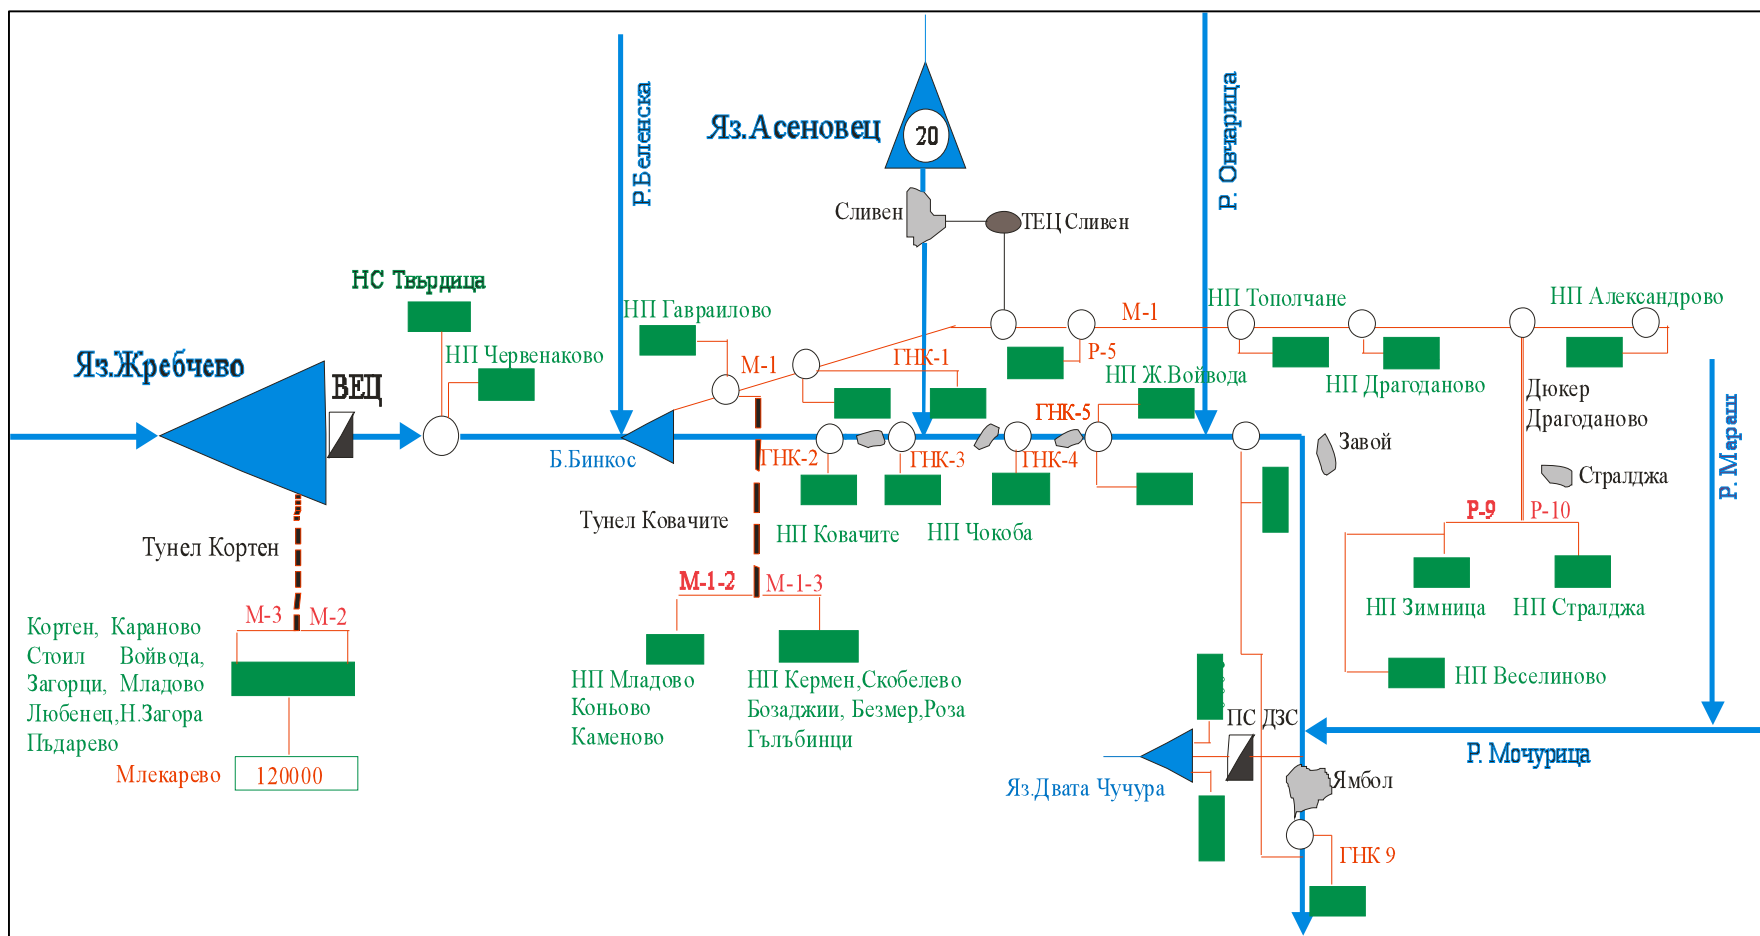 Р.Беленска
Яз.Асеновец
20
Р. Овчарица
Сливен
ТЕЦ Сливен
НС Твърдица
НП Гавраилово
М-1
НП Тополчане
НП Александрово
Яз.Жребчево
НП Червенаково
ВЕЦ
М-1
ГНК-1
Р-5
НП Ж.Войвода
НП Драгоданово
Дюкер
Драгоданово
Р. Мараш
ГНК-5
Б.Бинкос
ГНК-2
ГНК-3
ГНК-4
Завой
Стралджа
Тунел Ковачите
НП Ковачите
НП Чокоба
Р-9
Р-10
Тунел Кортен
М-1-2
М-1-3
НП Зимница
НП Стралджа
М-3
М-2
Кортен, Караново
Стоил Войвода,
Загорци, Младово
Любенец,Н.Загора
Пъдарево
НП Младово
Коньово
Каменово
НП Кермен,Скобелево
Бозаджии, Безмер,Роза
Гълъбинци
НП Веселиново
ПС ДЗС
Р. Мочурица
Млекарево
120000
Яз.Двата Чучура
Ямбол
ГНК 9